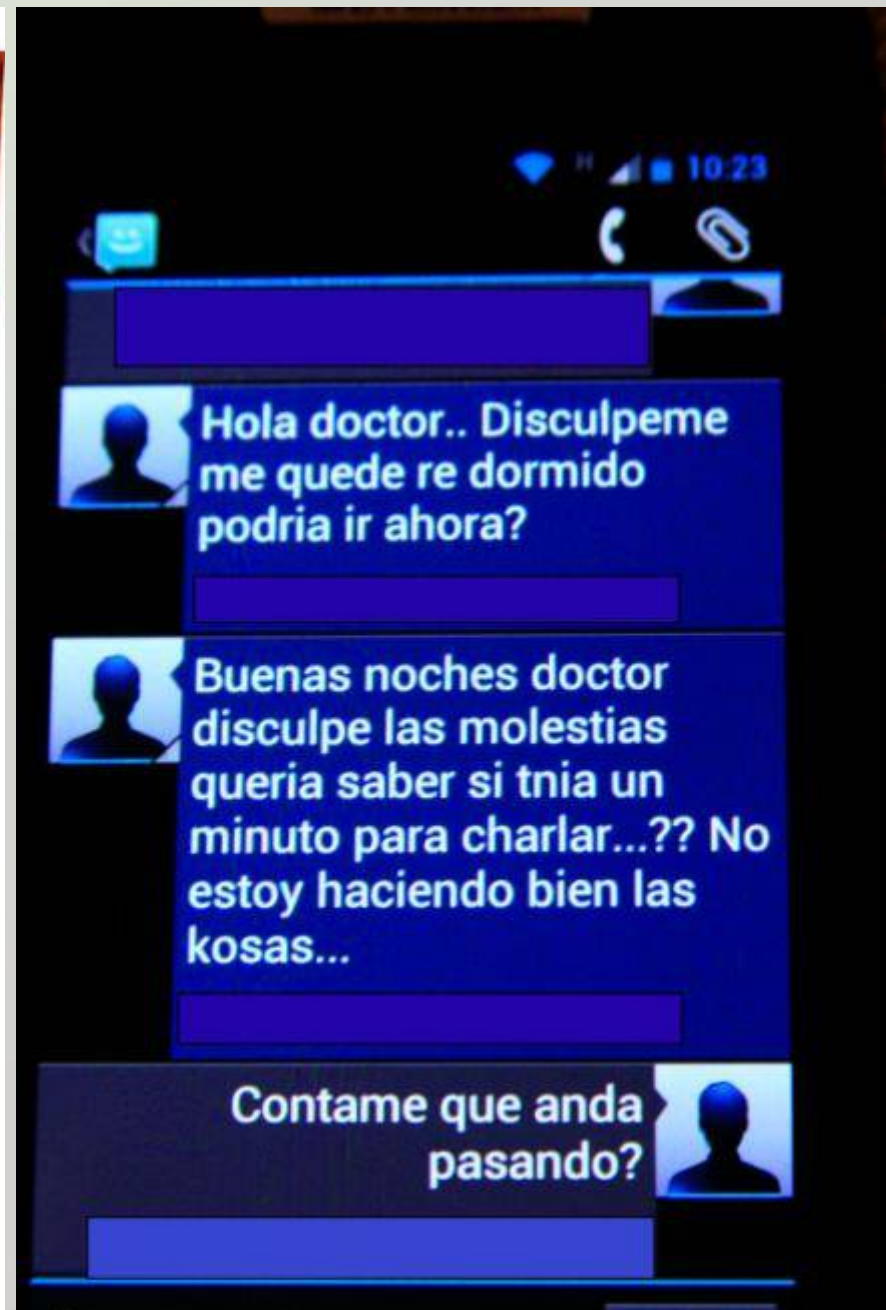 H 10:23
Hola doctor.. Disculpeme
me quede re dormido
podria ir ahora?
Buenas noches doctor
disculpe las molestias
queria saber si tnia un
minuto para charlar...?? No
estoy haciendo bien las
kosas...
Contame que anda
pasando?